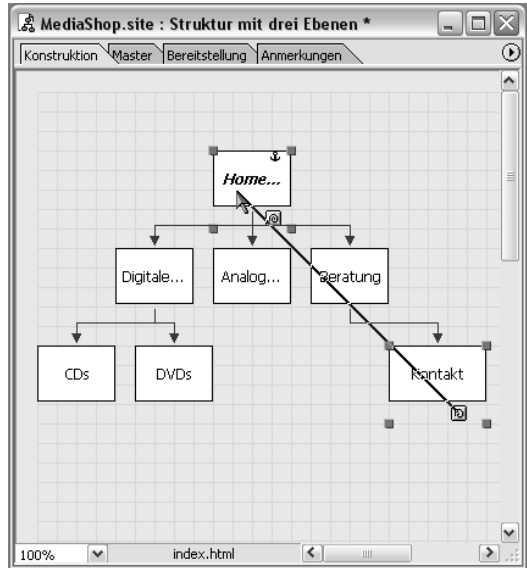 MediaShop.site : Struktur mit drei Ebenen *
Konstruktion Master Bereitstellung Anmerkungen
Home...
Digitale... Analog... Beratung
CDs DVDs Kontakt
100% index.html